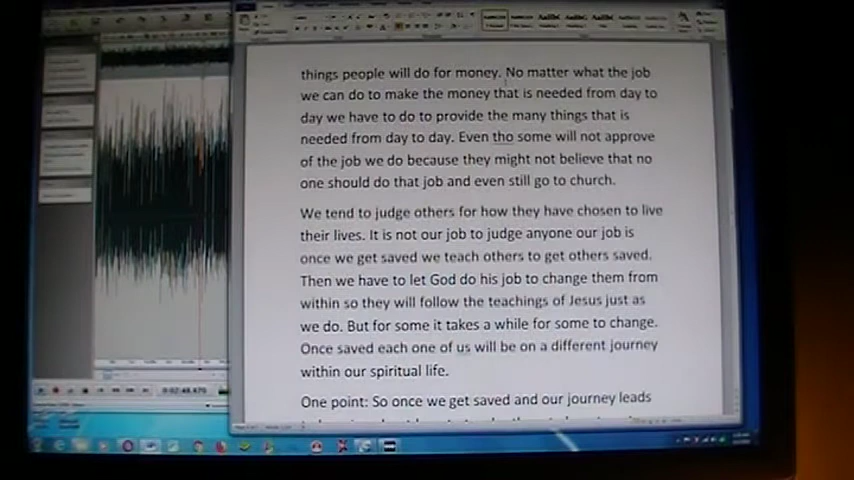 things people will do for money. No matter what the job
we can do to make the money that is needed from day to
day we have to do to provide the many things that is
needed from day to day. Even tho some will not approve
of the job we do because they might not believe that no
one should do that job and even still go to church.
We tend to judge others for how they have chosen to live
their lives. It is not our job to judge anyone our job is
once we get saved we teach others to get others saved.
Then we have to let God do his job to change them from
within so they will follow the teachings of Jesus just as
we do. But for some it takes a while for some to change.
Once saved each one of us will be on a different journey
within our spiritual life.
One point: So once we get saved and our journey leads